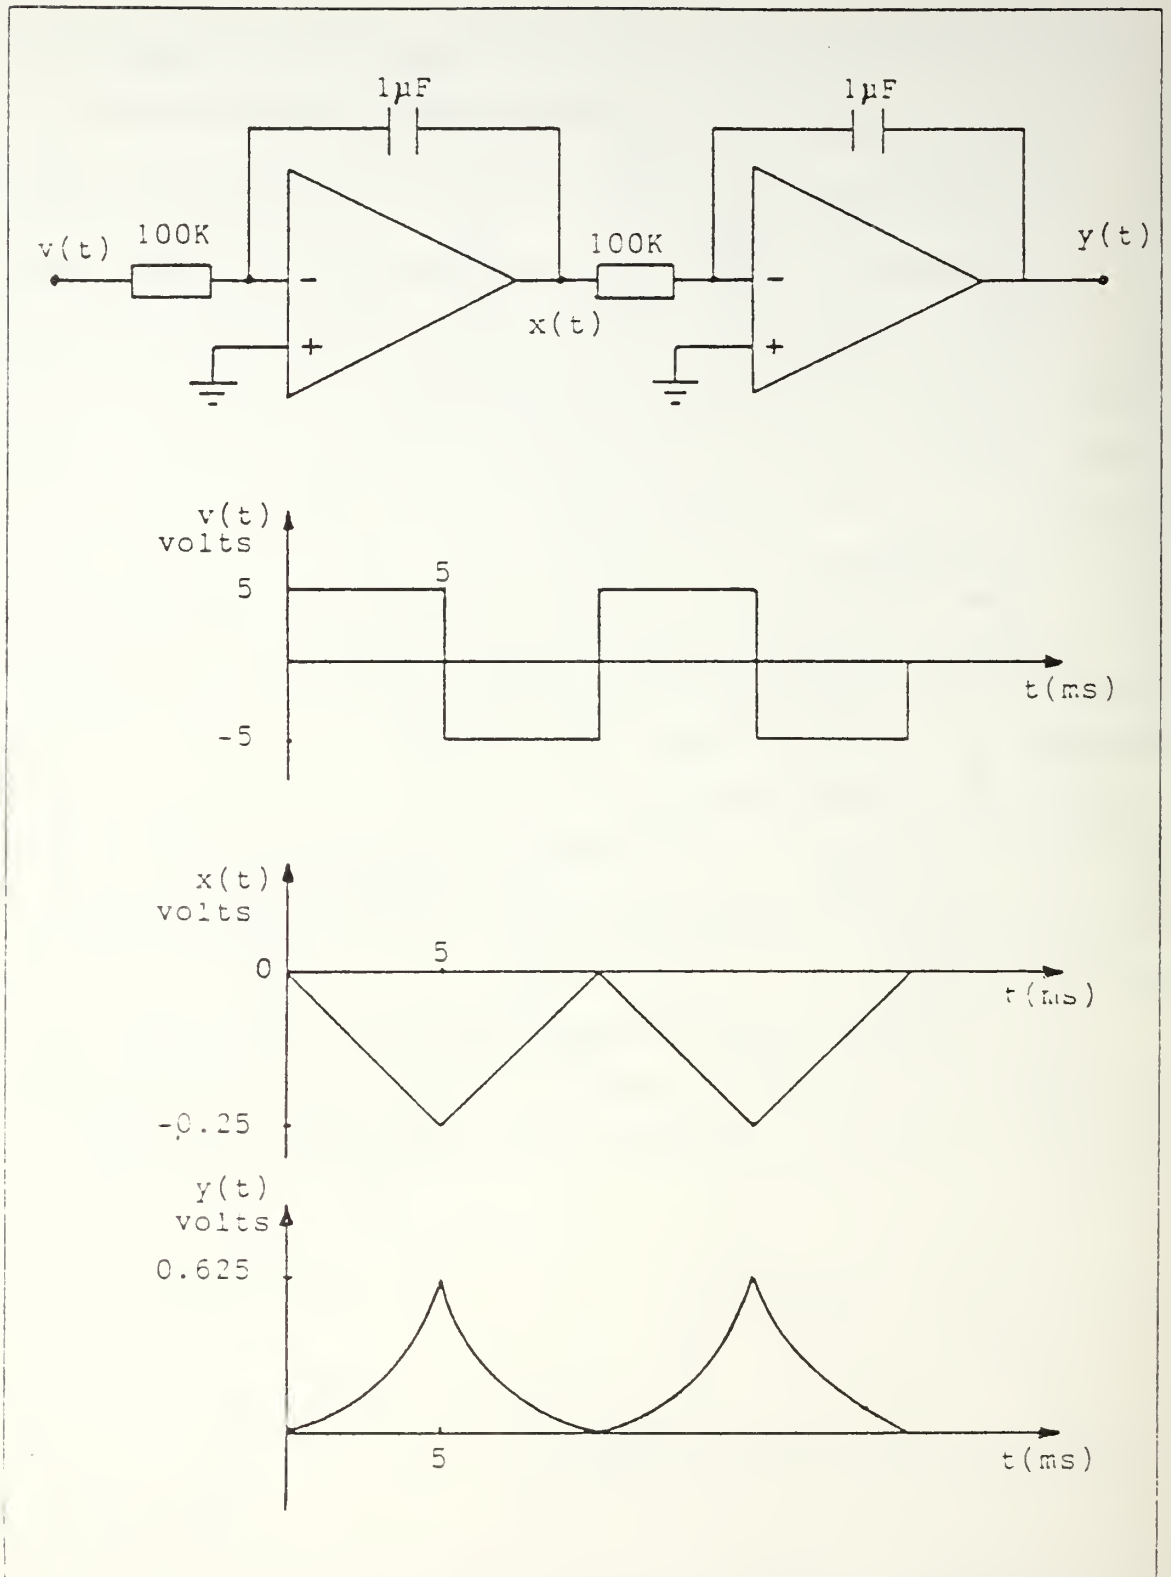 1µF
1µF
v(t)
100K
100K
y(t)
-
-
x(t)
+
+
v(t)
volts
5
5
t(ms)
-5
x(t)
volts
5
0
t(ms)
-0.25
y(t)
volts
0.625
5
t(ms)